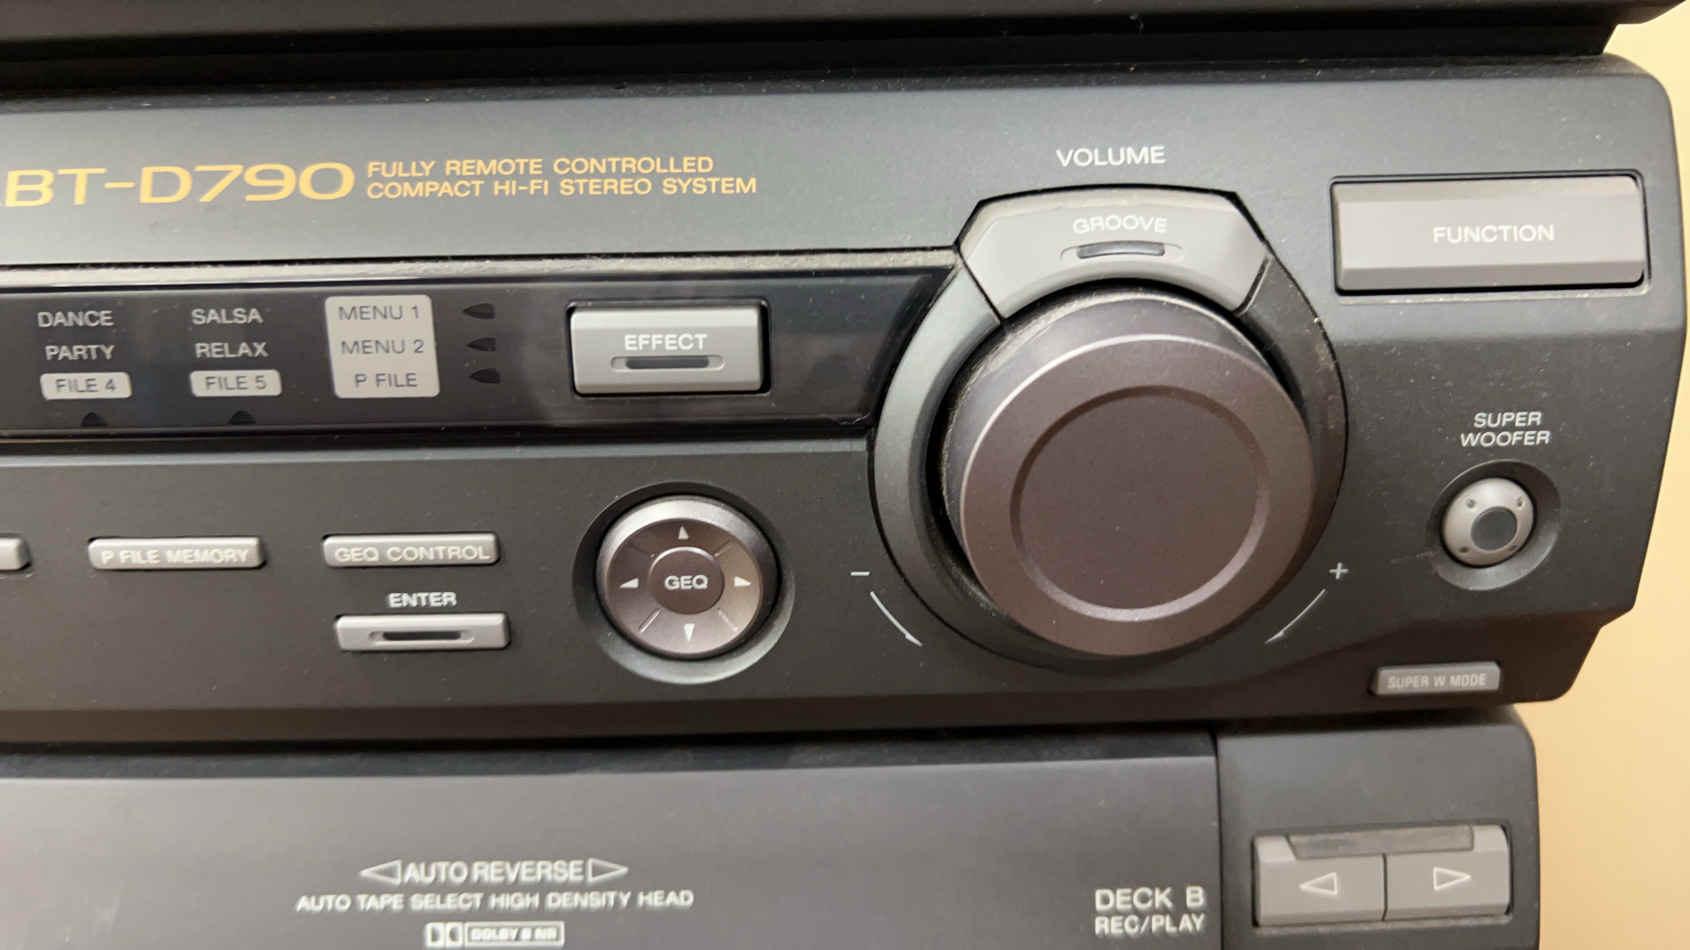 BT-D790 FULLY REMOTE CONTROLLED
COMPACT HI-FI STEREO SYSTEM
VOLUME
GROOVE
FUNCTION
DANCE SALSA MENU 1
PARTY RELAX MENU 2
FILE 4 FILE 5 P FILE
EFFECT
SUPER
WOOFER
P FILE MEMORY GEQ CONTROL
ENTER
GEQ
− +
SUPER W MODE
AUTO REVERSE
AUTO TAPE SELECT HIGH DENSITY HEAD
DOLBY B NR
DECK B
REC/PLAY